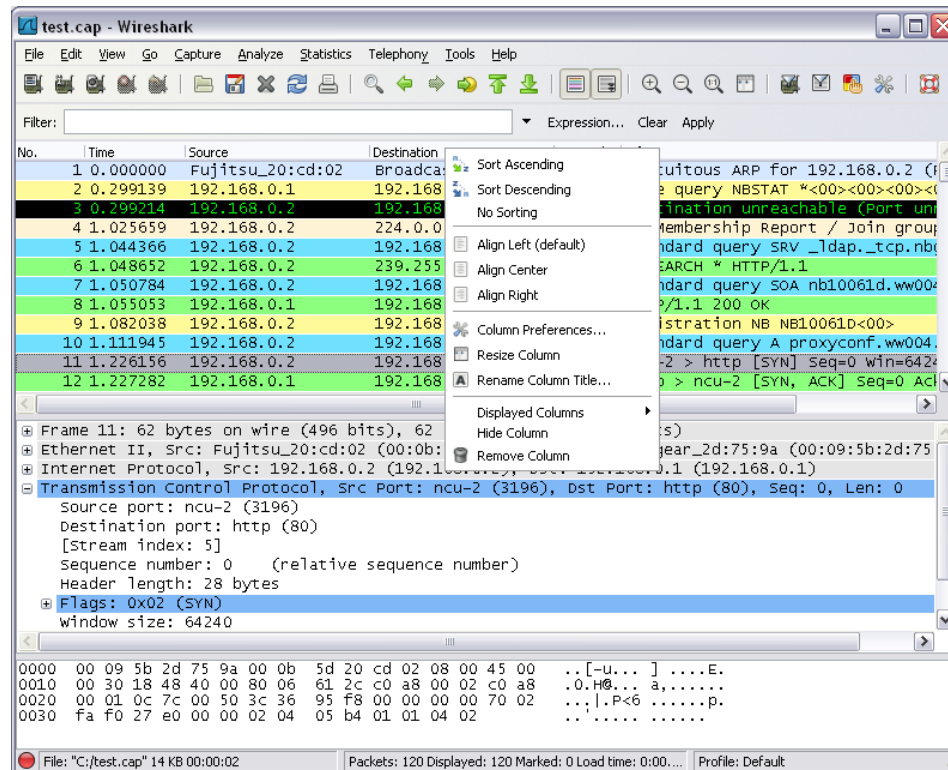 test.cap - Wireshark
File Edit View Go Capture Analyze Statistics Telephony Tools Help
Filter: Expression... Clear Apply
No. Time Source Destination
1 0.000000 Fujitsu_20:cd:02 Broadca uitous ARP for 192.168.0.2 (
2 0.299139 192.168.0.1 192.168 e query NBSTAT *<00><00><00><
3 0.299214 192.168.0.2 192.168 tination unreachable (Port un
4 1.025659 192.168.0.2 224.0.0 Membership Report / Join grou
5 1.044366 192.168.0.2 192.168 ndard query SRV _ldap._tcp.nb
6 1.048652 192.168.0.2 239.255 EARCH * HTTP/1.1
7 1.050784 192.168.0.2 192.168 ndard query SOA nb10061d.ww004
8 1.055053 192.168.0.1 192.168 P/1.1 200 OK
9 1.082038 192.168.0.2 192.168 istration NB NB10061D<00>
10 1.111945 192.168.0.2 192.168 ndard query A proxyconf.ww004.
11 1.226156 192.168.0.2 192.168 -2 > http [SYN] Seq=0 Win=6424
12 1.227282 192.168.0.1 192.168 > ncu-2 [SYN, ACK] Seq=0 Ac
Sort Ascending
Sort Descending
No Sorting
Align Left (default)
Align Center
Align Right
Column Preferences...
Resize Column
Rename Column Title...
Displayed Columns
Hide Column
Remove Column
Frame 11: 62 bytes on wire (496 bits), 62 ts)
Ethernet II, Src: Fujitsu_20:cd:02 (00:0b: gear_2d:75:9a (00:09:5b:2d:75
Internet Protocol, Src: 192.168.0.2 (192.1 .0.1 (192.168.0.1)
Transmission Control Protocol, Src Port: ncu-2 (3196), Dst Port: http (80), Seq: 0, Len: 0
Source port: ncu-2 (3196)
Destination port: http (80)
[Stream index: 5]
Sequence number: 0 (relative sequence number)
Header length: 28 bytes
Flags: 0x02 (SYN)
Window size: 64240
0000 00 09 5b 2d 75 9a 00 0b 5d 20 cd 02 08 00 45 00 ..[-u... ] ....E.
0010 00 30 18 48 40 00 80 06 61 2c c0 a8 00 02 c0 a8 .0.H@... a,......
0020 00 01 0c 7c 00 50 3c 36 95 f8 00 00 00 00 70 02 ...|.P<6 ......p.
0030 fa f0 27 e0 00 00 02 04 05 b4 01 01 04 02 ..'..... ......
File: "C:/test.cap" 14 KB 00:00:02 Packets: 120 Displayed: 120 Marked: 0 Load time: 0:00.... Profile: Default